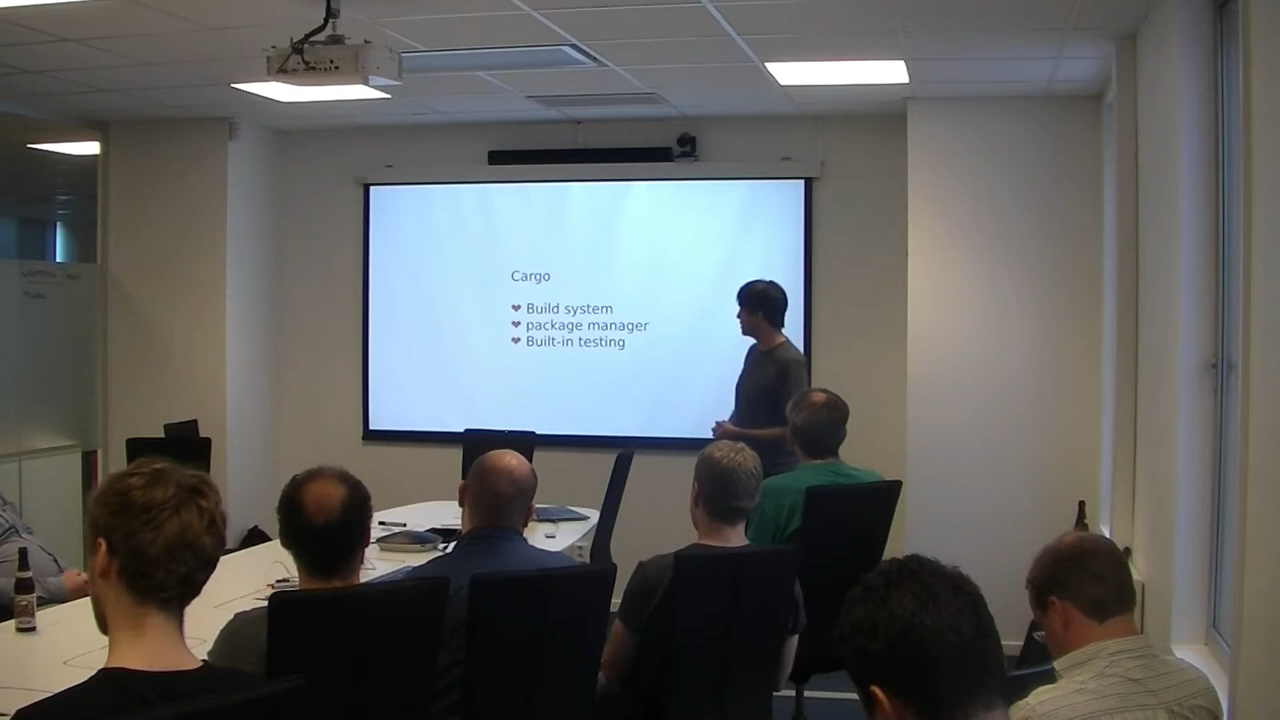 Cargo
❤ Build system
❤ package manager
❤ Built-in testing